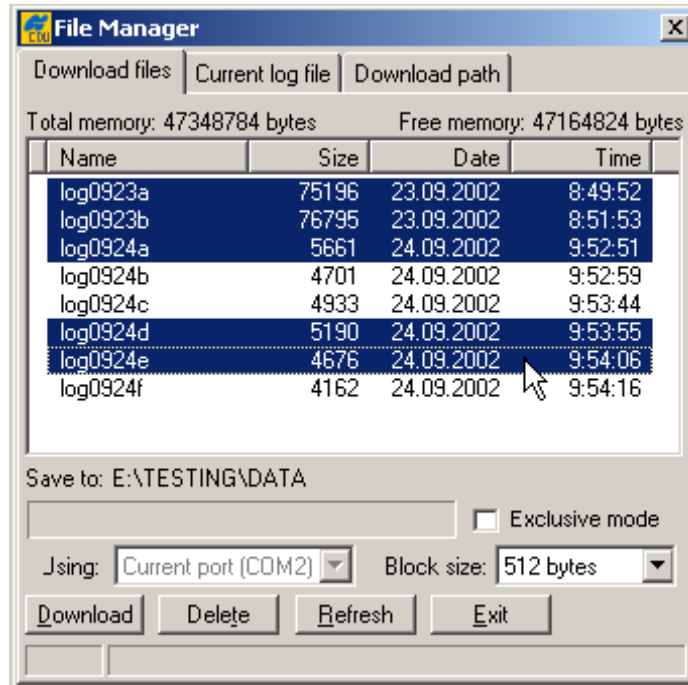 CDU File Manager
Download files Current log file Download path
Total memory: 47348784 bytes Free memory: 47164824 bytes
Name Size Date Time
log0923a 75196 23.09.2002 8:49:52
log0923b 76795 23.09.2002 8:51:53
log0924a 5661 24.09.2002 9:52:51
log0924b 4701 24.09.2002 9:52:59
log0924c 4933 24.09.2002 9:53:44
log0924d 5190 24.09.2002 9:53:55
log0924e 4676 24.09.2002 9:54:06
log0924f 4162 24.09.2002 9:54:16
Save to: E:\TESTING\DATA
Exclusive mode
Using: Current port (COM2) Block size: 512 bytes
Download Delete Refresh Exit